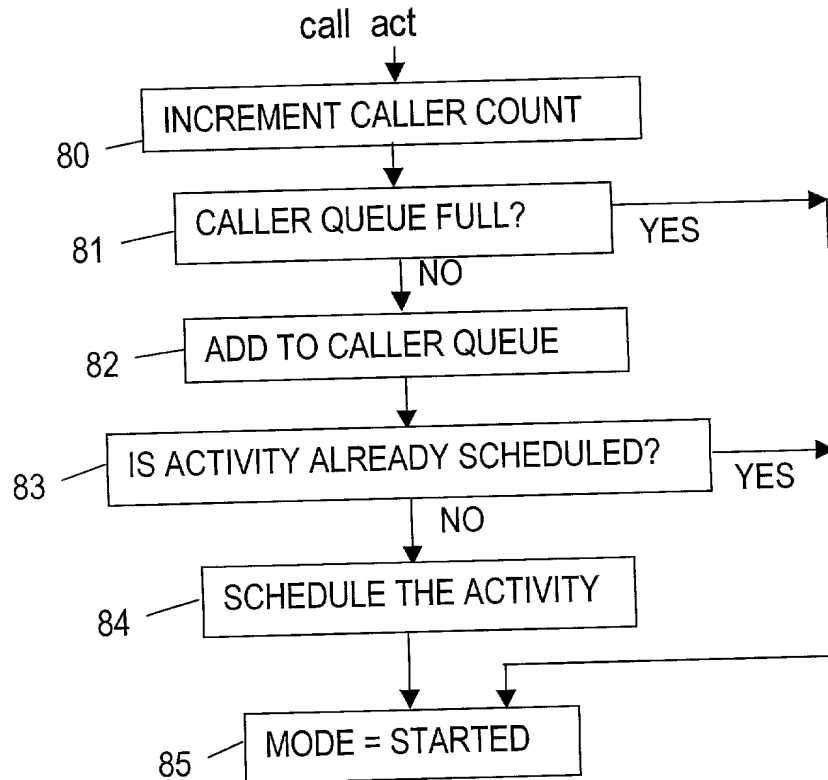 call act
INCREMENT CALLER COUNT
80
CALLER QUEUE FULL?
81
YES
NO
ADD TO CALLER QUEUE
82
IS ACTIVITY ALREADY SCHEDULED?
83
YES
NO
SCHEDULE THE ACTIVITY
84
MODE = STARTED
85